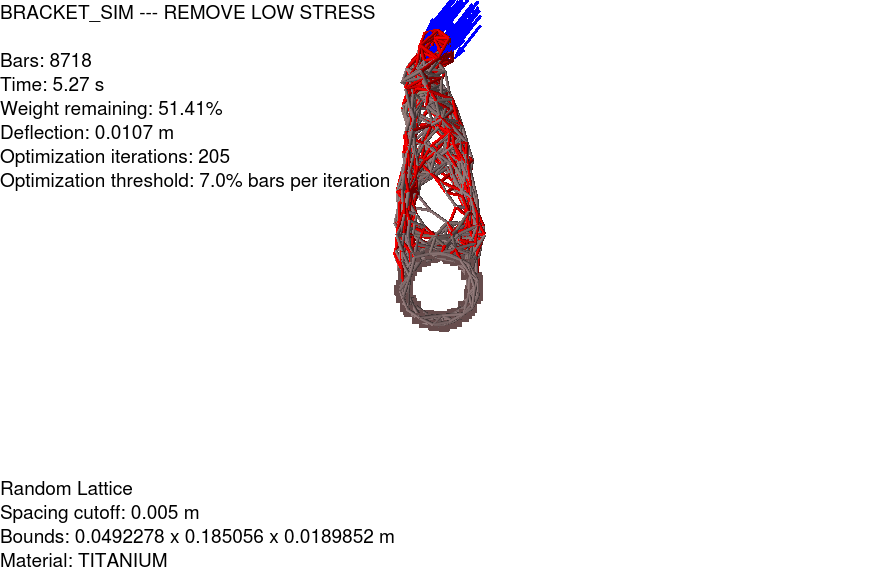 BRACKET_SIM --- REMOVE LOW STRESS
Bars: 8718
Time: 5.27 s
Weight remaining: 51.41%
Deflection: 0.0107 m
Optimization iterations: 205
Optimization threshold: 7.0% bars per iteration
Random Lattice
Spacing cutoff: 0.005 m
Bounds: 0.0492278 x 0.185056 x 0.0189852 m
Material: TITANIUM